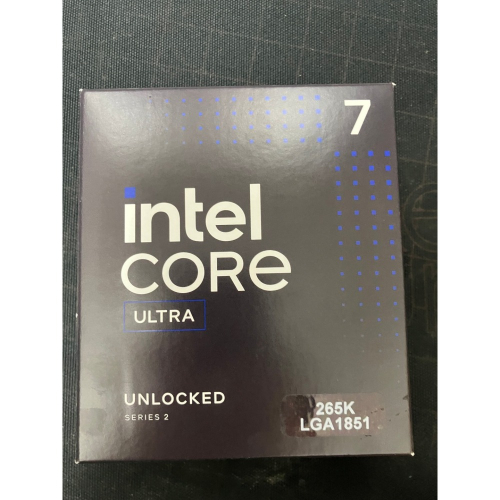 7
intel
CORE
ULTRA
UNLOCKED
SERIES 2
265K
LGA1851